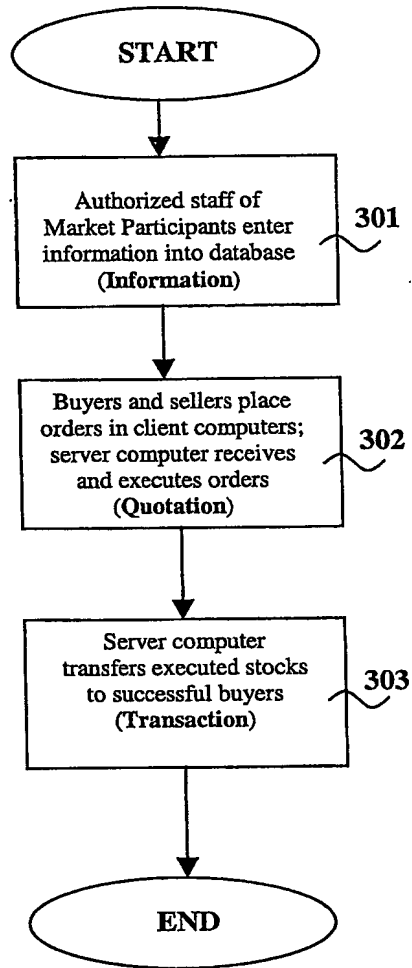 START
Authorized staff of
Market Participants enter
information into database
(Information)
301
Buyers and sellers place
orders in client computers;
server computer receives
and executes orders
(Quotation)
302
Server computer
transfers executed stocks
to successful buyers
(Transaction)
303
END